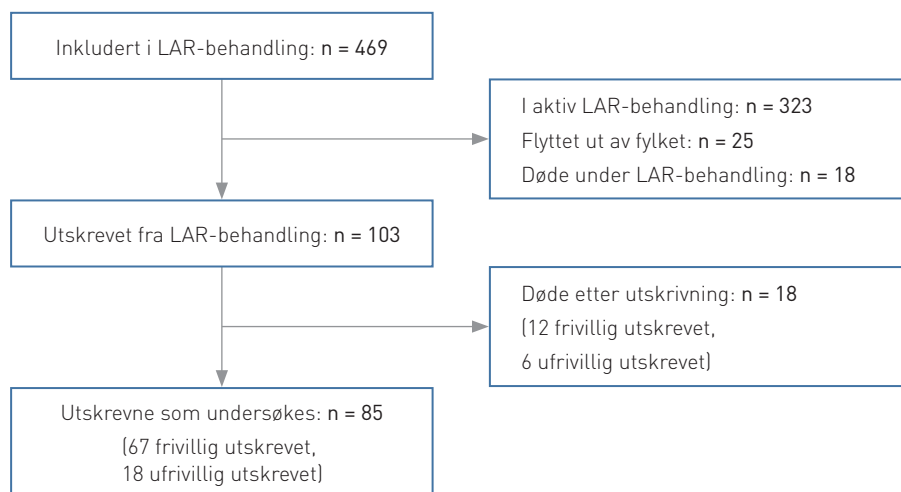 Inkludert i LAR-behandling: n = 469
I aktiv LAR-behandling: n = 323
Flyttet ut av fylket: n = 25
Døde under LAR-behandling: n = 18
Utskrevet fra LAR-behandling: n = 103
Døde etter utskrivning: n = 18
(12 frivillig utskrevet,
6 ufrivillig utskrevet)
Utskrevne som undersøkes: n = 85
(67 frivillig utskrevet,
18 ufrivillig utskrevet)